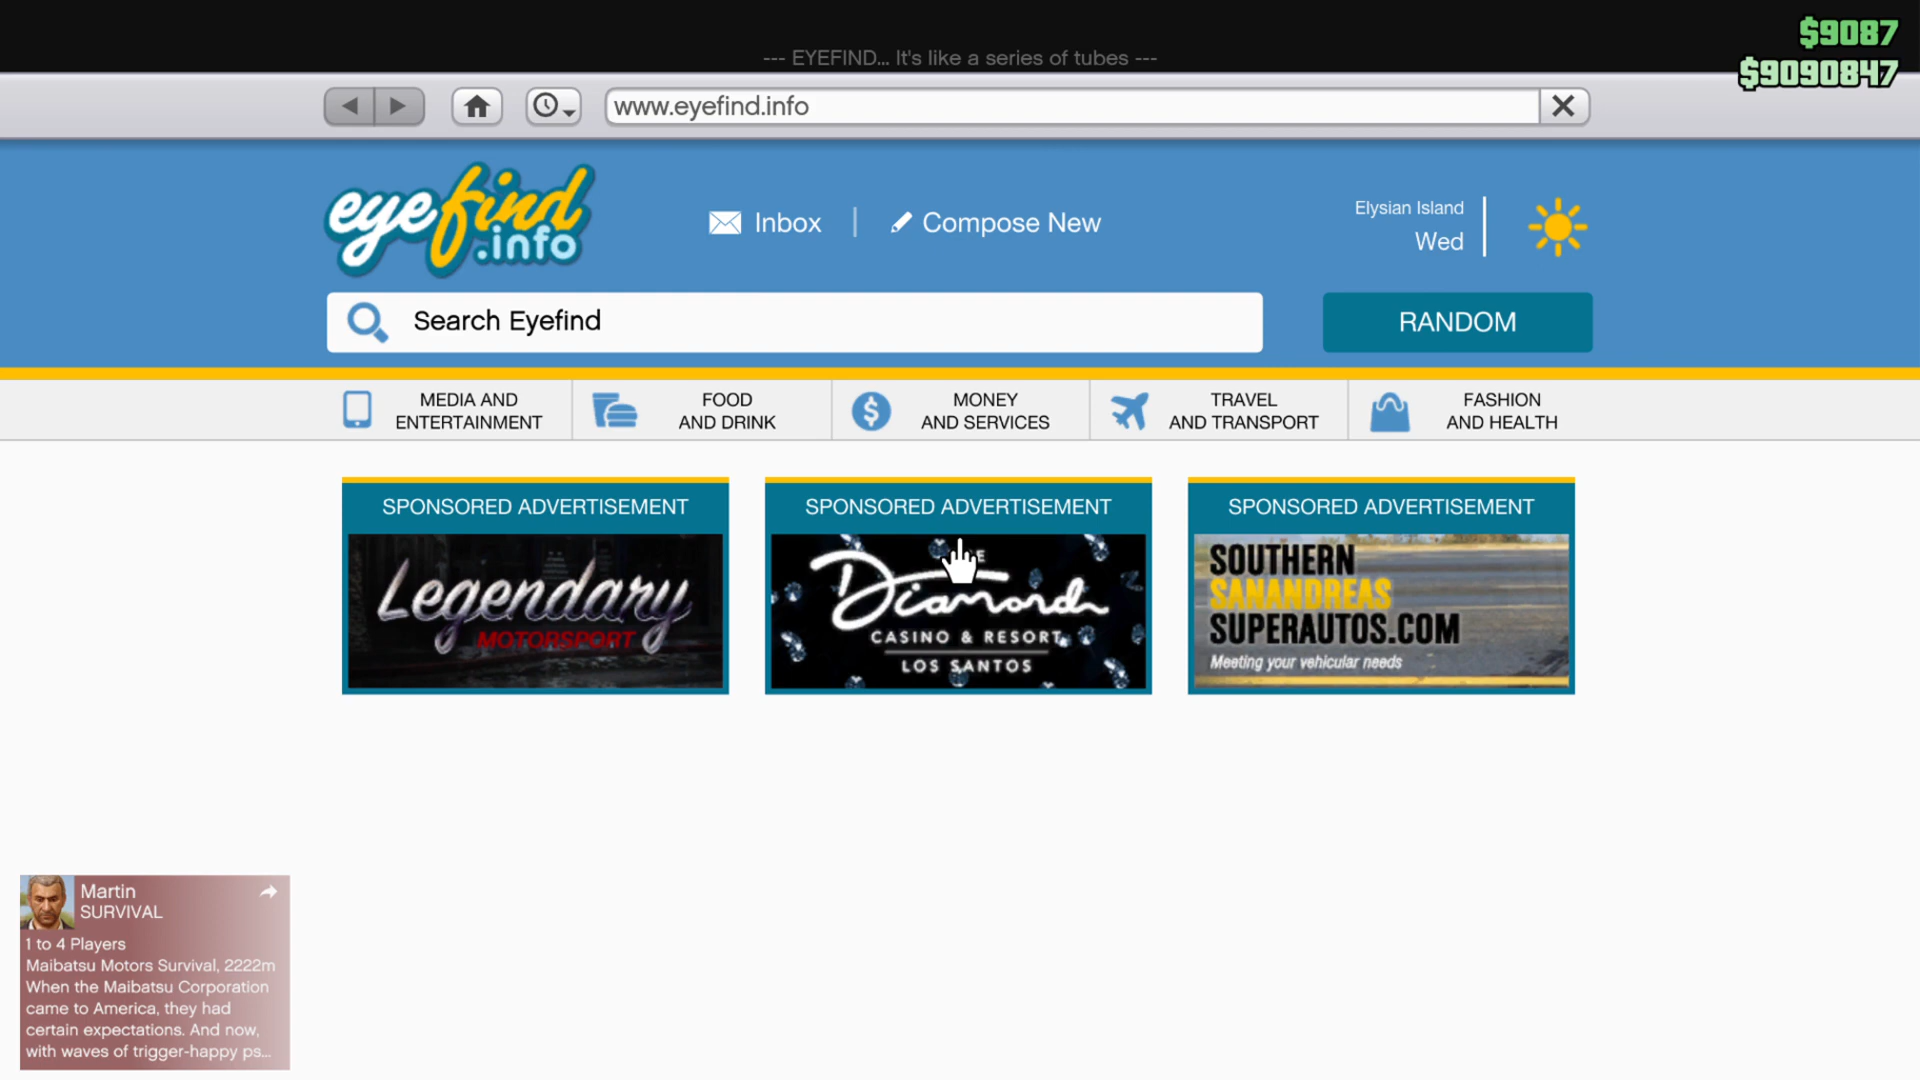 $9087
--- EYEFIND... It's like a series of tubes ---
$9090847
www.eyefind.info
eyefind
.info
Inbox
Compose New
Elysian Island
Wed
Search Eyefind
RANDOM
MEDIA AND
ENTERTAINMENT
FOOD
AND DRINK
MONEY
AND SERVICES
TRAVEL
AND TRANSPORT
FASHION
AND HEALTH
SPONSORED ADVERTISEMENT
Legendary
MOTORSPORT
SPONSORED ADVERTISEMENT
Diamond
CASINO & RESORT
LOS SANTOS
SPONSORED ADVERTISEMENT
SOUTHERN
SANANDREAS
SUPERAUTOS.COM
Meeting your vehicular needs
Martin
SURVIVAL
1 to 4 Players
Maibatsu Motors Survival, 2222m
When the Maibatsu Corporation
came to America, they had
certain expectations. And now,
with waves of trigger-happy ps...